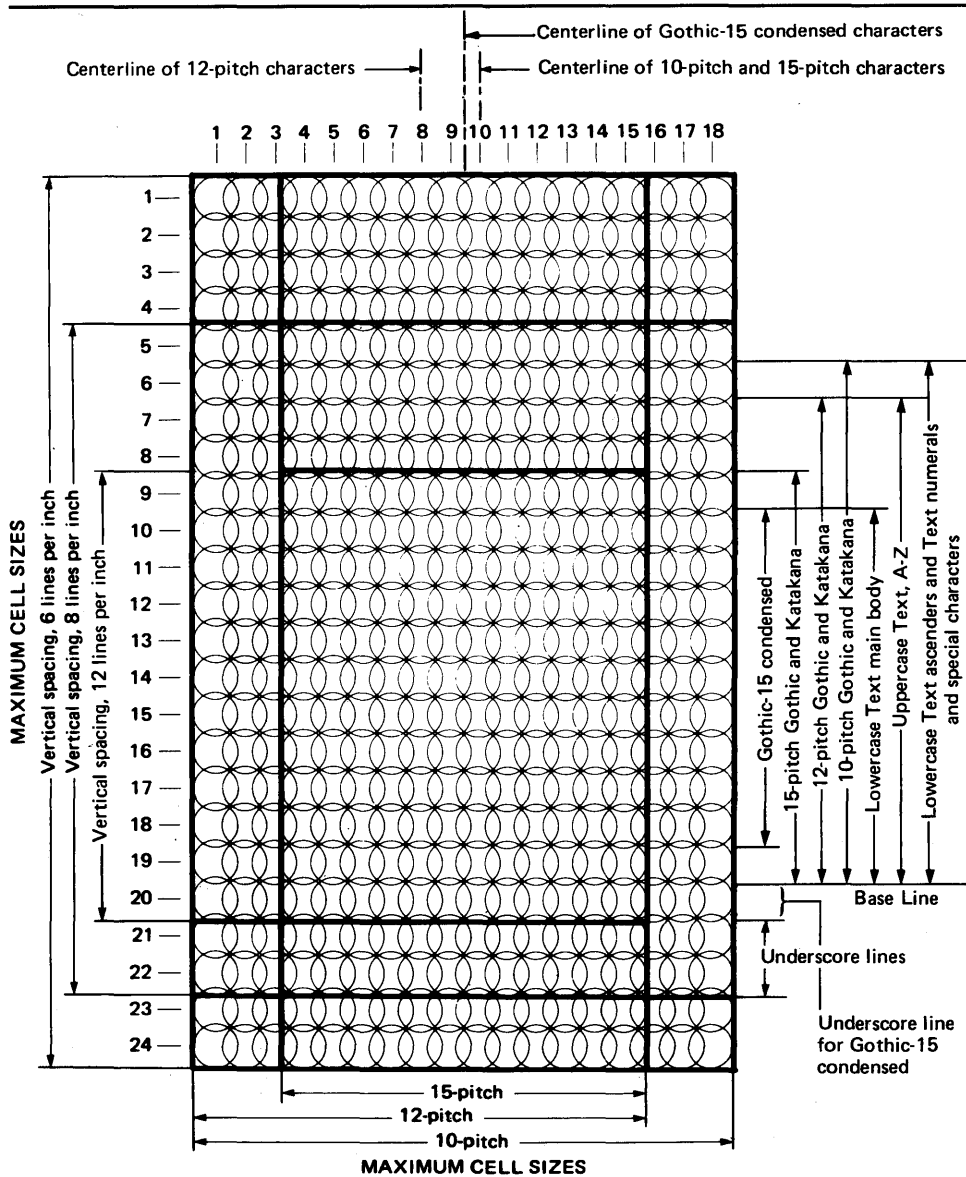 Centerline of Gothic-15 condensed characters
Centerline of 12-pitch characters
Centerline of 10-pitch and 15-pitch characters
1 2 3 4 5 6 7 8 9 10 11 12 13 14 15 16 17 18
1
2
3
4
5
6
7
8
9
10
11
12
13
14
15
16
17
18
19
20
21
22
23
24
MAXIMUM CELL SIZES
Vertical spacing, 6 lines per inch
Vertical spacing, 8 lines per inch
Vertical spacing, 12 lines per inch
Gothic-15 condensed
15-pitch Gothic and Katakana
12-pitch Gothic and Katakana
10-pitch Gothic and Katakana
Lowercase Text main body
Uppercase Text, A-Z
Lowercase Text ascenders and Text numerals
and special characters
Base Line
Underscore lines
Underscore line
for Gothic-15
condensed
15-pitch
12-pitch
10-pitch
MAXIMUM CELL SIZES